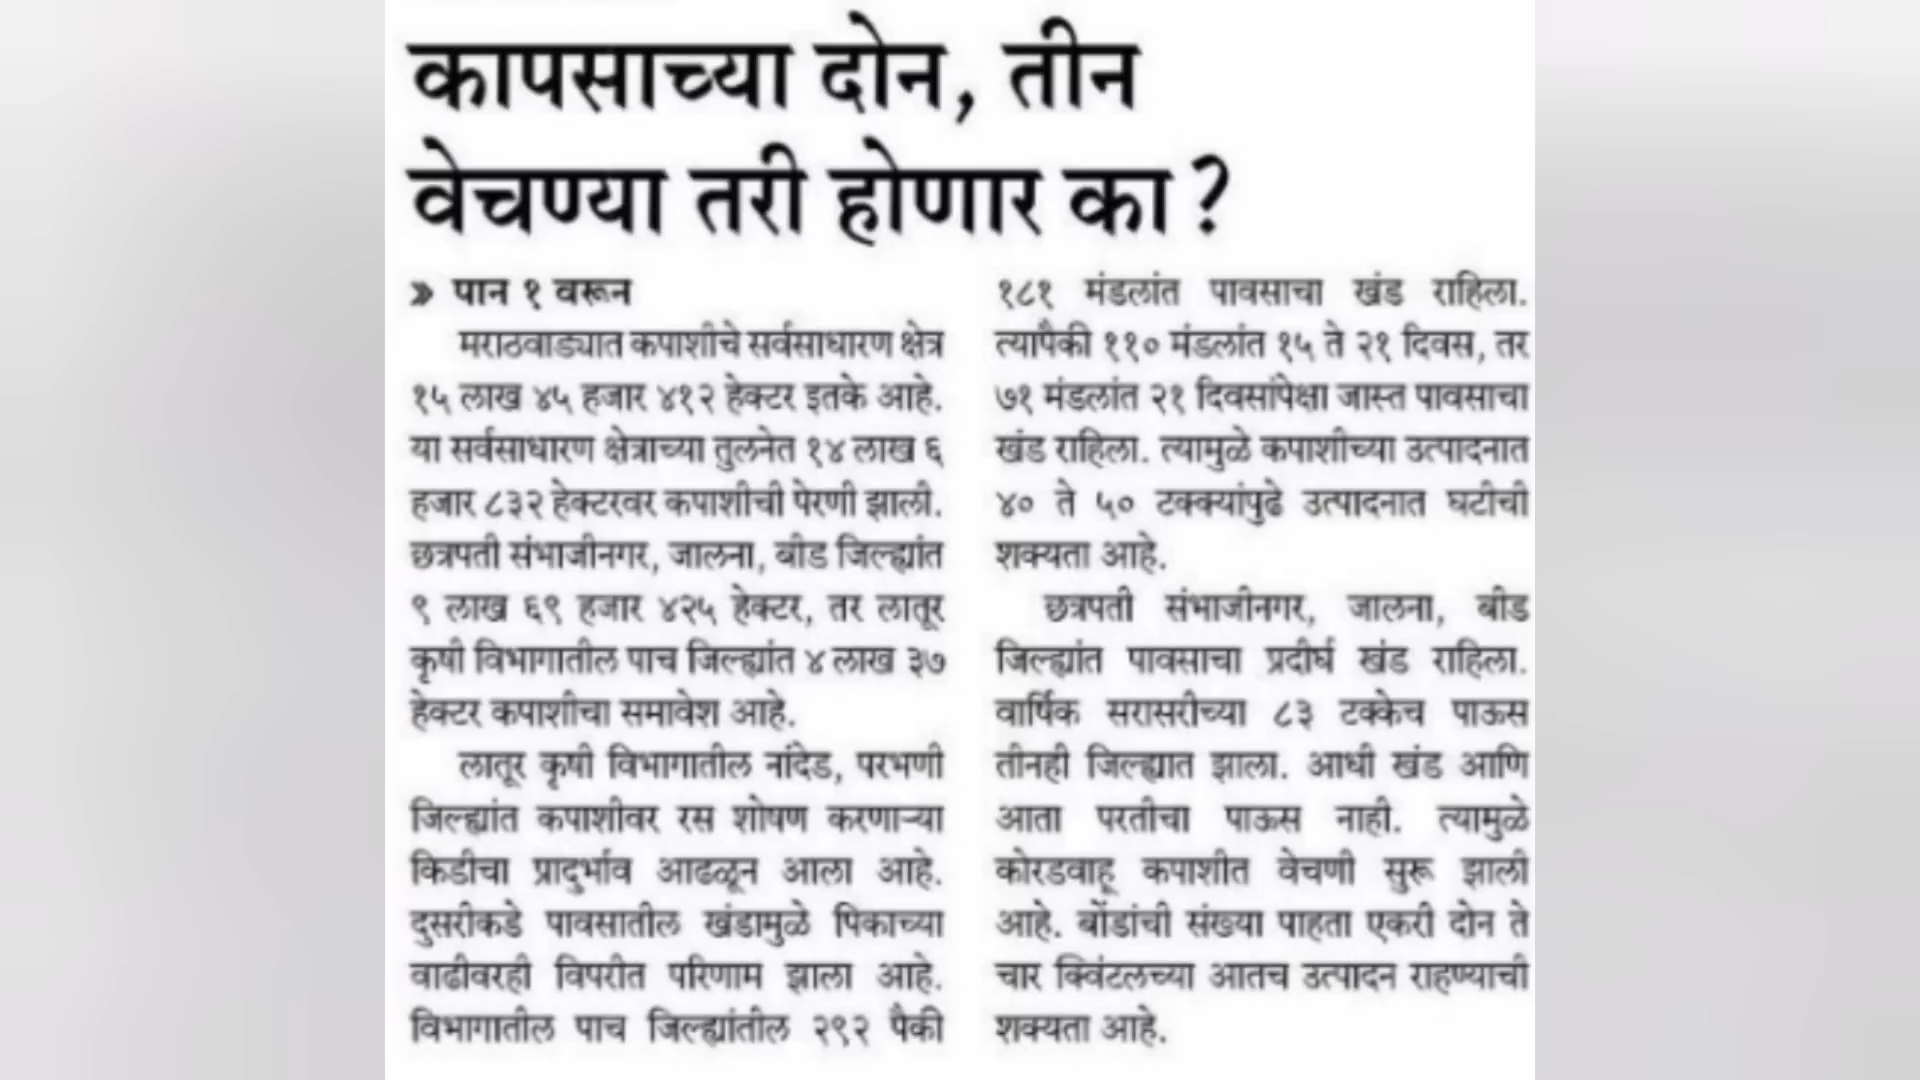 कापसाच्या दोन, तीन
वेचण्या तरी होणार का?
» पान १ वरून
मराठवाड्यात कपाशीचे सर्वसाधारण क्षेत्र
१५ लाख ४५ हजार ४१२ हेक्टर इतके आहे.
या सर्वसाधारण क्षेत्राच्या तुलनेत १४ लाख ६
हजार ८३२ हेक्टरवर कपाशीची पेरणी झाली.
छत्रपती संभाजीनगर, जालना, बीड जिल्ह्यांत
९ लाख ६९ हजार ४२५ हेक्टर, तर लातूर
कृषी विभागातील पाच जिल्ह्यांत ४ लाख ३७
हेक्टर कपाशीचा समावेश आहे.
लातूर कृषी विभागातील नांदेड, परभणी
जिल्ह्यांत कपाशीवर रस शोषण करणाऱ्या
किडीचा प्रादुर्भाव आढळून आला आहे.
दुसरीकडे पावसातील खंडामुळे पिकाच्या
वाढीवरही विपरीत परिणाम झाला आहे.
विभागातील पाच जिल्ह्यांतील २९२ पैकी
१८१ मंडलांत पावसाचा खंड राहिला.
त्यापैकी ११० मंडलांत १५ ते २१ दिवस, तर
७१ मंडलांत २१ दिवसांपेक्षा जास्त पावसाचा
खंड राहिला. त्यामुळे कपाशीच्या उत्पादनात
४० ते ५० टक्क्यांपुढे उत्पादनात घटीची
शक्यता आहे.
छत्रपती संभाजीनगर, जालना, बीड
जिल्ह्यांत पावसाचा प्रदीर्घ खंड राहिला.
वार्षिक सरासरीच्या ८३ टक्केच पाऊस
तीनही जिल्ह्यात झाला. आधी खंड आणि
आता परतीचा पाऊस नाही. त्यामुळे
कोरडवाहू कपाशीत वेचणी सुरू झाली
आहे. बोंडांची संख्या पाहता एकरी दोन ते
चार क्विंटलच्या आतच उत्पादन राहण्याची
शक्यता आहे.